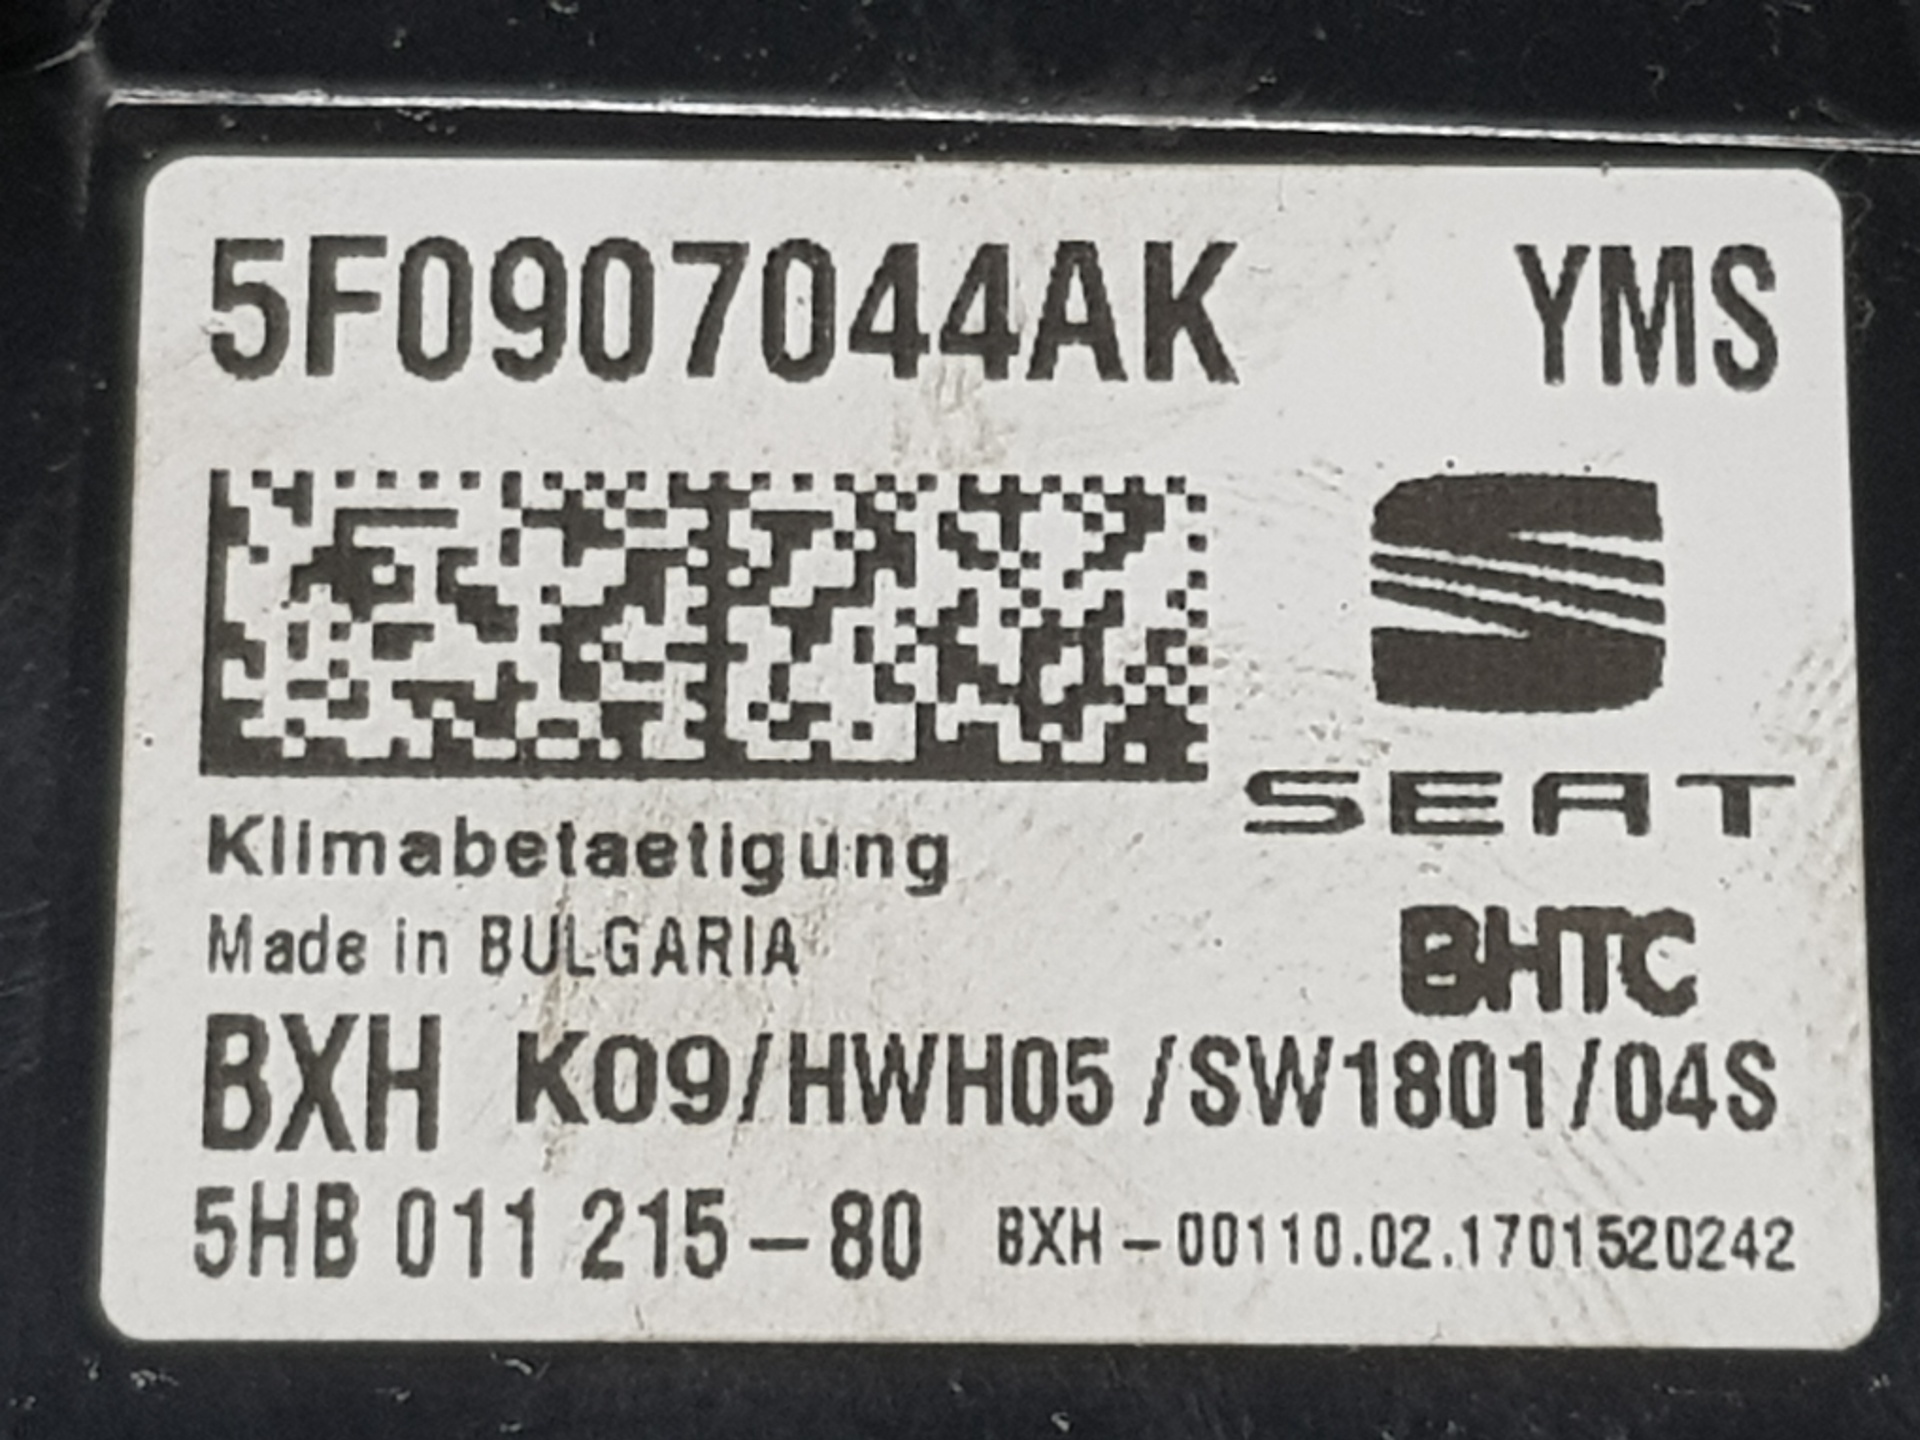 5F0907044AK YMS
SEAT
Klimabetaetigung
Made in BULGARIA
BHTC
BXH K09/HWH05 /SW1801/04S
5HB 011 215-80 BXH-00110.02.1701520242